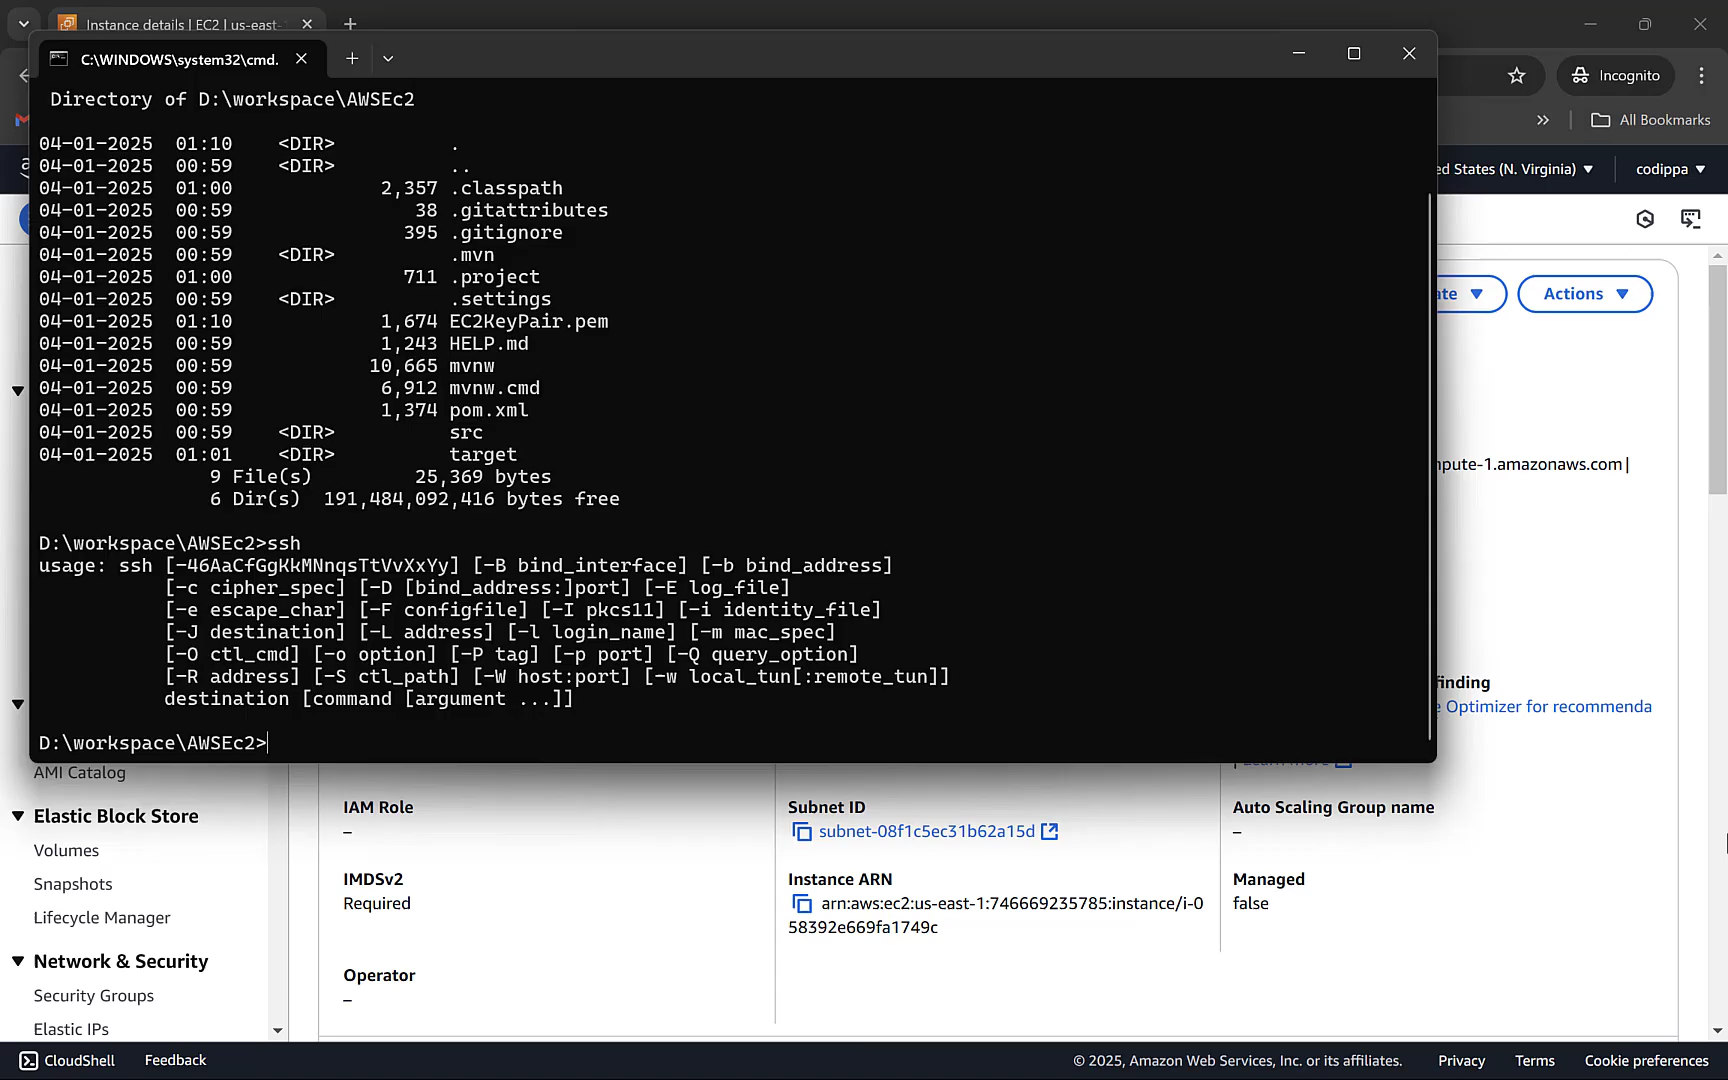 Instance details | EC2 | us-east-
C:\WINDOWS\system32\cmd.
Incognito
All Bookmarks
Directory of D:\workspace\AWSEc2
04-01-2025  01:10    <DIR>          .
04-01-2025  00:59    <DIR>          ..
04-01-2025  01:00             2,357 .classpath
04-01-2025  00:59                38 .gitattributes
04-01-2025  00:59               395 .gitignore
04-01-2025  00:59    <DIR>          .mvn
04-01-2025  01:00               711 .project
04-01-2025  00:59    <DIR>          .settings
04-01-2025  01:10             1,674 EC2KeyPair.pem
04-01-2025  00:59             1,243 HELP.md
04-01-2025  00:59            10,665 mvnw
04-01-2025  00:59             6,912 mvnw.cmd
04-01-2025  00:59             1,374 pom.xml
04-01-2025  00:59    <DIR>          src
04-01-2025  01:01    <DIR>          target
9 File(s)         25,369 bytes
6 Dir(s)  191,484,092,416 bytes free
D:\workspace\AWSEc2>ssh
usage: ssh [-46AaCfGgKkMNnqsTtVvXxYy] [-B bind_interface] [-b bind_address]
[-c cipher_spec] [-D [bind_address:]port] [-E log_file]
[-e escape_char] [-F configfile] [-I pkcs11] [-i identity_file]
[-J destination] [-L address] [-l login_name] [-m mac_spec]
[-O ctl_cmd] [-o option] [-P tag] [-p port] [-Q query_option]
[-R address] [-S ctl_path] [-W host:port] [-w local_tun[:remote_tun]]
destination [command [argument ...]]
D:\workspace\AWSEc2>
ed States (N. Virginia)
codippa
ate
Actions
pute-1.amazonaws.com |
finding
Optimizer for recommenda
AMI Catalog
Elastic Block Store
Volumes
Snapshots
Lifecycle Manager
Network & Security
Security Groups
Elastic IPs
IAM Role
–
Subnet ID
subnet-08f1c5ec31b62a15d
Auto Scaling Group name
–
IMDSv2
Required
Instance ARN
arn:aws:ec2:us-east-1:746669235785:instance/i-0
58392e669fa1749c
Managed
false
Operator
–
CloudShell
Feedback
© 2025, Amazon Web Services, Inc. or its affiliates.
Privacy
Terms
Cookie preferences